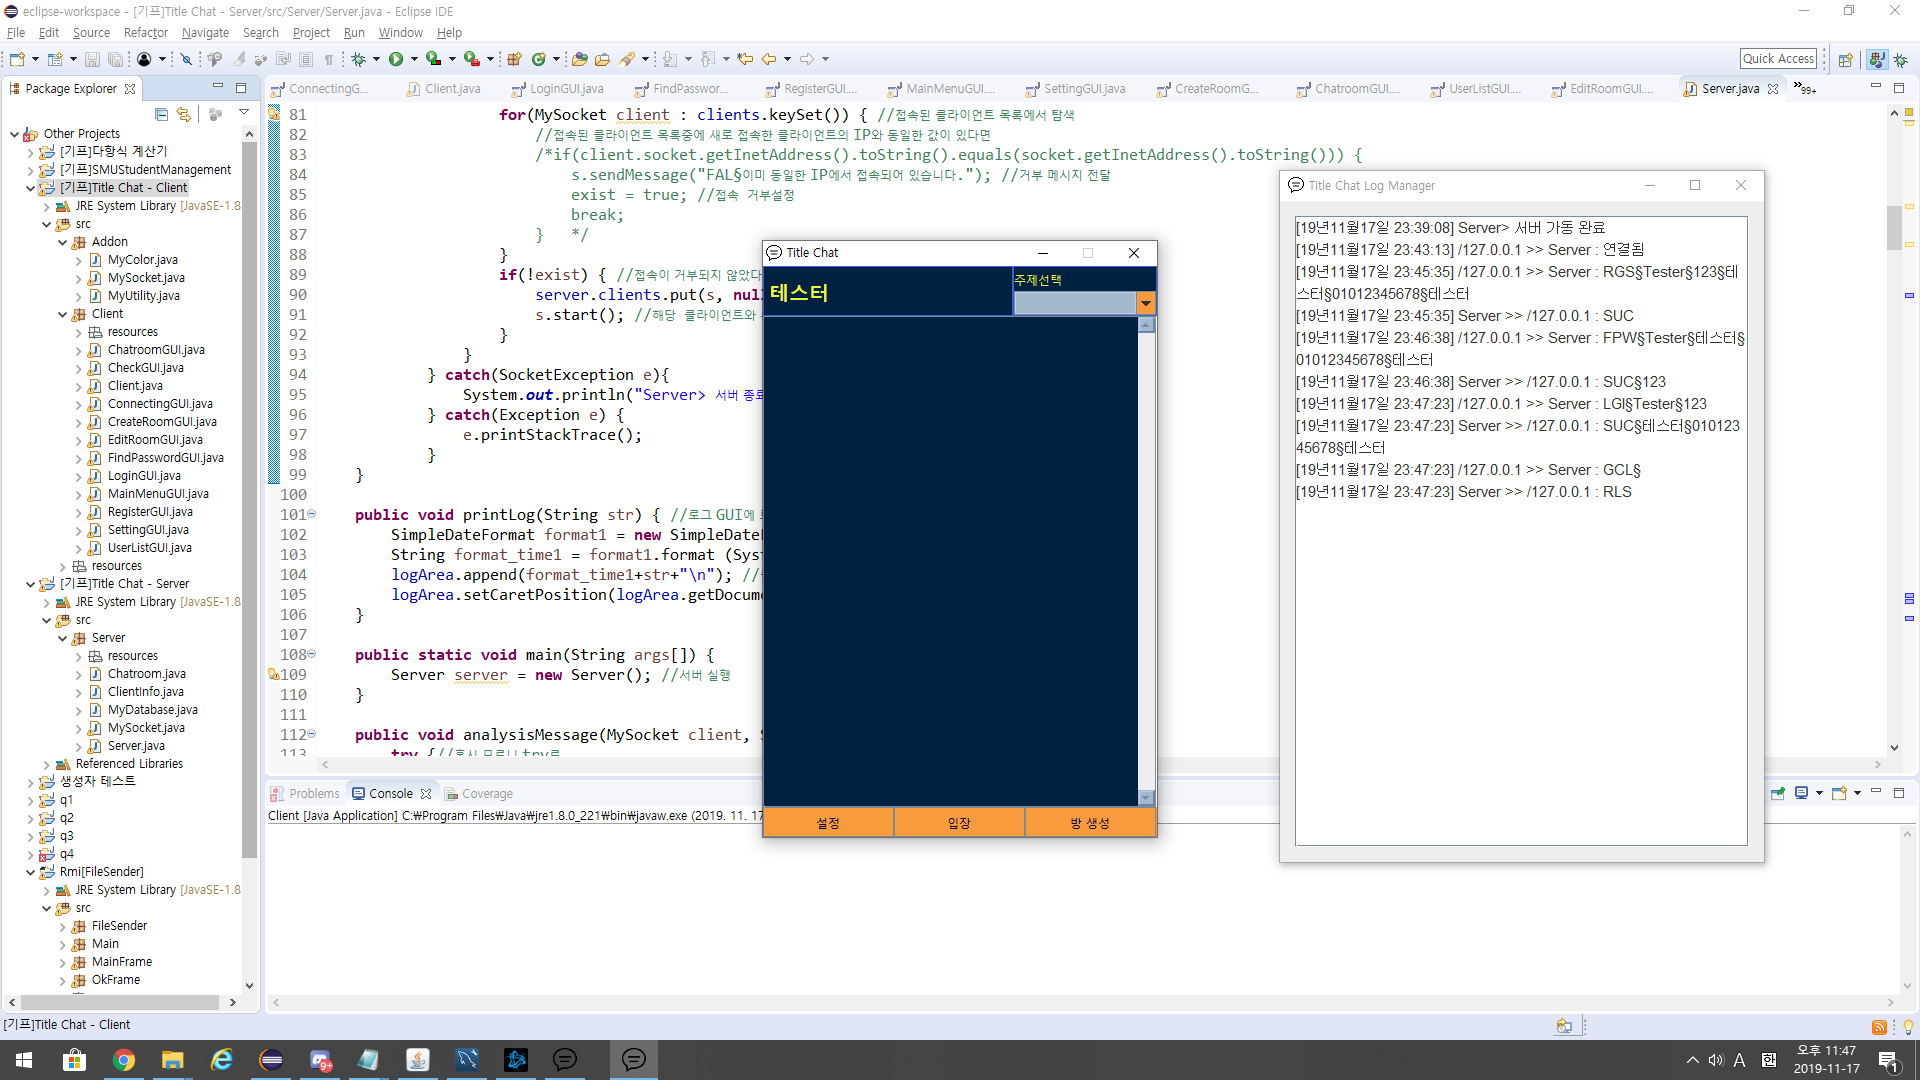 eclipse-workspace - [기프]Title Chat - Server/src/Server/Server.java - Eclipse IDE
File Edit Source Refactor Navigate Search Project Run Window Help
Quick Access
Package Explorer
ConnectingG... Client.java LoginGUI.java FindPasswor... RegisterGUI.... MainMenuGUI.... SettingGUI.java CreateRoomG... ChatroomGUI.... UserListGUI.... EditRoomGUI.... Server.java 99+
Other Projects
[기프]다항식 계산기
[기프]SMUStudentManagement
[기프]Title Chat - Client
JRE System Library [JavaSE-1.8
src
Addon
MyColor.java
MySocket.java
MyUtility.java
Client
resources
ChatroomGUI.java
CheckGUI.java
Client.java
ConnectingGUI.java
CreateRoomGUI.java
EditRoomGUI.java
FindPasswordGUI.java
LoginGUI.java
MainMenuGUI.java
RegisterGUI.java
SettingGUI.java
UserListGUI.java
resources
[기프]Title Chat - Server
JRE System Library [JavaSE-1.8
src
Server
resources
Chatroom.java
ClientInfo.java
MyDatabase.java
MySocket.java
Server.java
Referenced Libraries
생성자 테스트
q1
q2
q3
q4
Rmi[FileSender]
JRE System Library [JavaSE-1.8
src
FileSender
Main
MainFrame
OkFrame
81 for(MySocket client : clients.keySet()) { //접속된 클라이언트 목록에서 탐색
82 //접속된 클라이언트 목록중에 새로 접속한 클라이언트의 IP와 동일한 값이 있다면
83 /*if(client.socket.getInetAddress().toString().equals(socket.getInetAddress().toString())) {
84 s.sendMessage("FAL§이미 동일한 IP에서 접속되어 있습니다."); //거부 메시지 전달
85 exist = true; //접속 거부설정
86 break;
87 } */
88 }
89 if(!exist) { //접속이 거부되지 않았다
90 server.clients.put(s, nul
91 s.start(); //해당 클라이언트와
92 }
93 }
94 } catch(SocketException e){
95 System.out.println("Server> 서버 종료
96 } catch(Exception e) {
97 e.printStackTrace();
98 }
99 }
100
101 public void printLog(String str) { //로그 GUI에
102 SimpleDateFormat format1 = new SimpleDate
103 String format_time1 = format1.format (Syst
104 logArea.append(format_time1+str+"\n"); //
105 logArea.setCaretPosition(logArea.getDocume
106 }
107
108 public static void main(String args[]) {
109 Server server = new Server(); //서버 실행
110 }
111
112 public void analysisMessage(MySocket client,
113 try {//혹시 모르니 try로
Title Chat
테스터
주제선택
설정 입장 방 생성
Title Chat Log Manager
[19년11월17일 23:39:08] Server> 서버 가동 완료
[19년11월17일 23:43:13] /127.0.0.1 >> Server : 연결됨
[19년11월17일 23:45:35] /127.0.0.1 >> Server : RGS§Tester§123§테
스터§01012345678§테스터
[19년11월17일 23:45:35] Server >> /127.0.0.1 : SUC
[19년11월17일 23:46:38] /127.0.0.1 >> Server : FPW§Tester§테스터§
01012345678§테스터
[19년11월17일 23:46:38] Server >> /127.0.0.1 : SUC§123
[19년11월17일 23:47:23] /127.0.0.1 >> Server : LGI§Tester§123
[19년11월17일 23:47:23] Server >> /127.0.0.1 : SUC§테스터§010123
45678§테스터
[19년11월17일 23:47:23] /127.0.0.1 >> Server : GCL§
[19년11월17일 23:47:23] Server >> /127.0.0.1 : RLS
Problems Console Coverage
Client [Java Application] C:₩Program Files₩Java₩jre1.8.0_221₩bin₩javaw.exe (2019. 11. 17
[기프]Title Chat - Client
9+
A 한
오후 11:47
2019-11-17
1